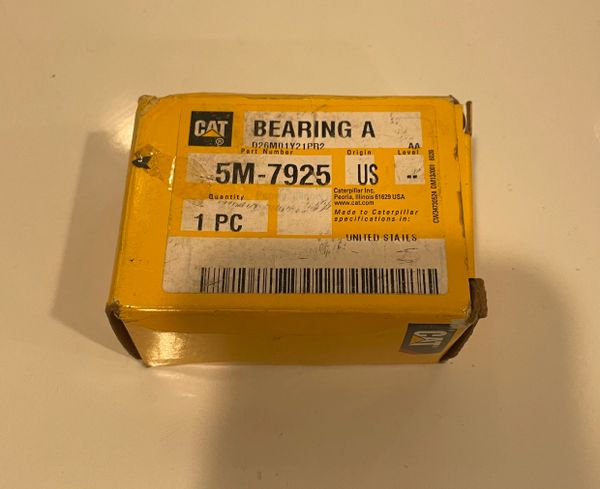 CAT
®
BEARING A
D26M01Y21PR2 AA
Part Number Origin Level
5M-7925 US --
Quantity
1 PC
Caterpillar Inc.
Peoria, Illinois 61629 USA
www.cat.com
Made to Caterpillar
specifications in:
UNITED STATES
CAT